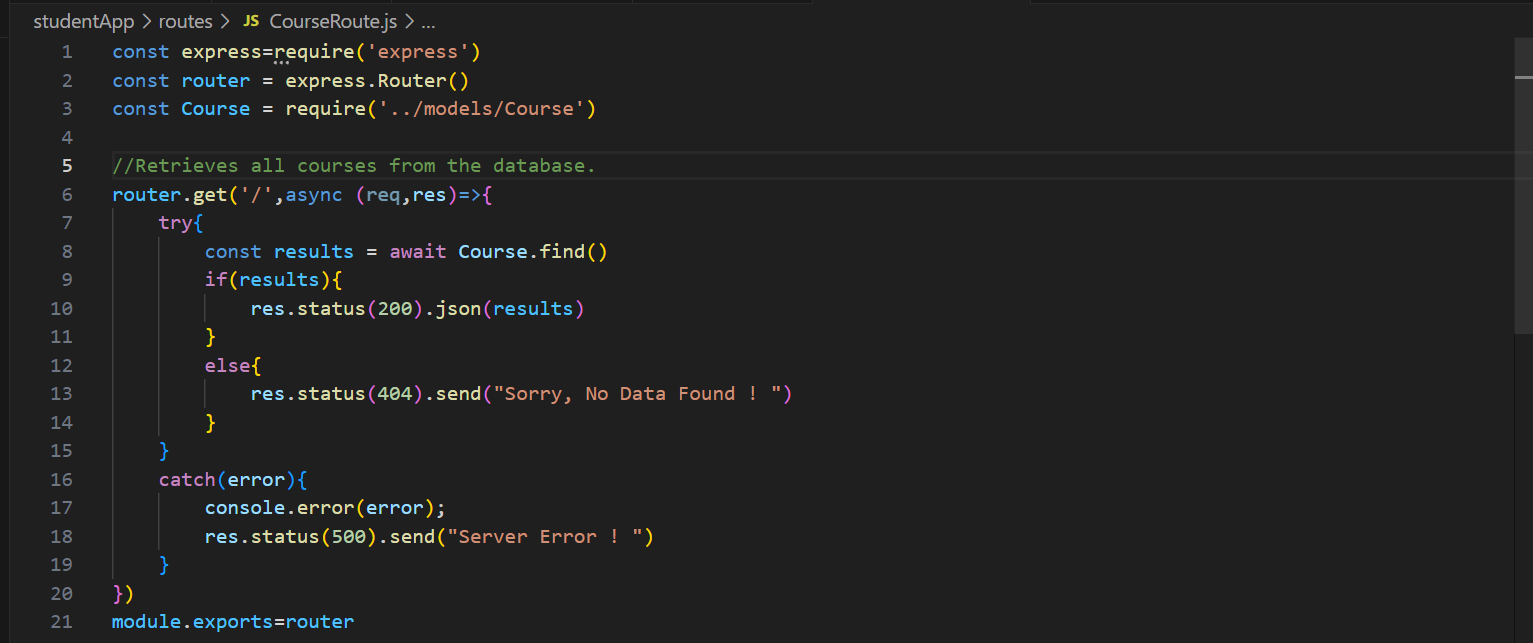 studentApp > routes > JS CourseRoute.js > ...
1 const express=require('express')
2 const router = express.Router()
3 const Course = require('../models/Course')
4
5 //Retrieves all courses from the database.
6 router.get('/',async (req,res)=>{
7     try{
8         const results = await Course.find()
9         if(results){
10             res.status(200).json(results)
11         }
12         else{
13             res.status(404).send("Sorry, No Data Found ! ")
14         }
15     }
16     catch(error){
17         console.error(error);
18         res.status(500).send("Server Error ! ")
19     }
20 })
21 module.exports=router